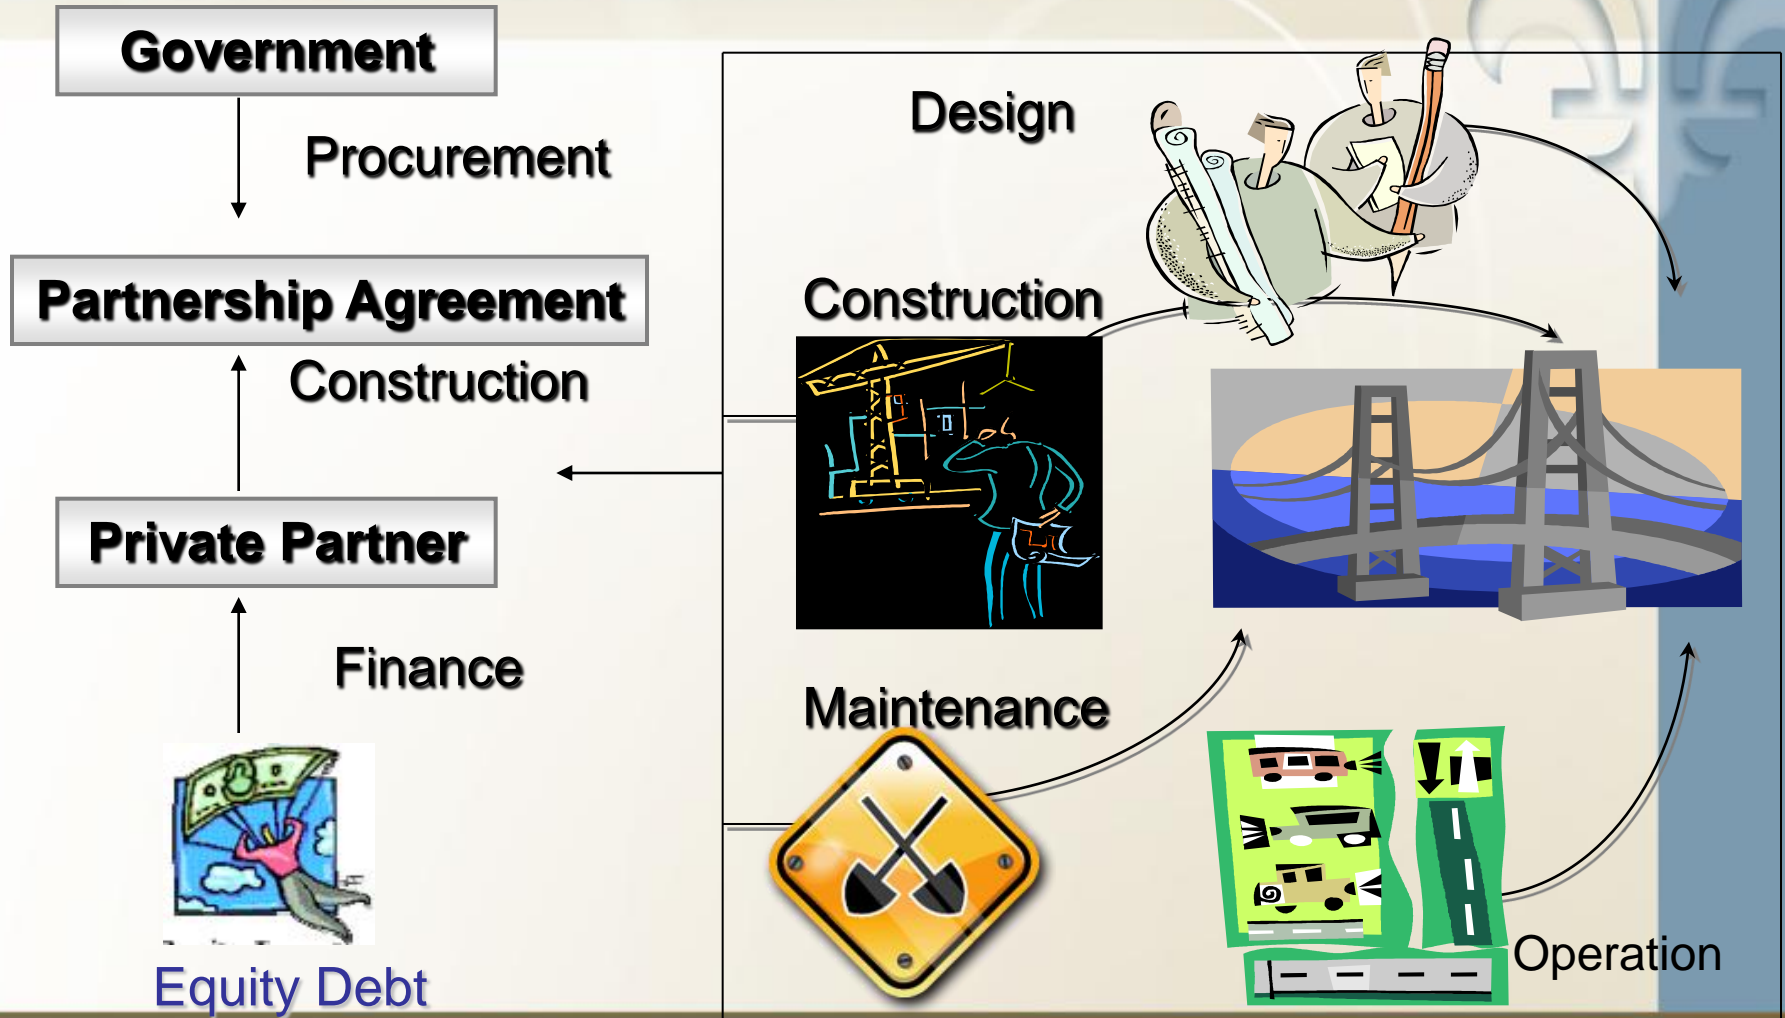 Government
Procurement
Partnership Agreement
Construction
Private Partner
Finance
Equity Debt
Design
Construction
Maintenance
Operation